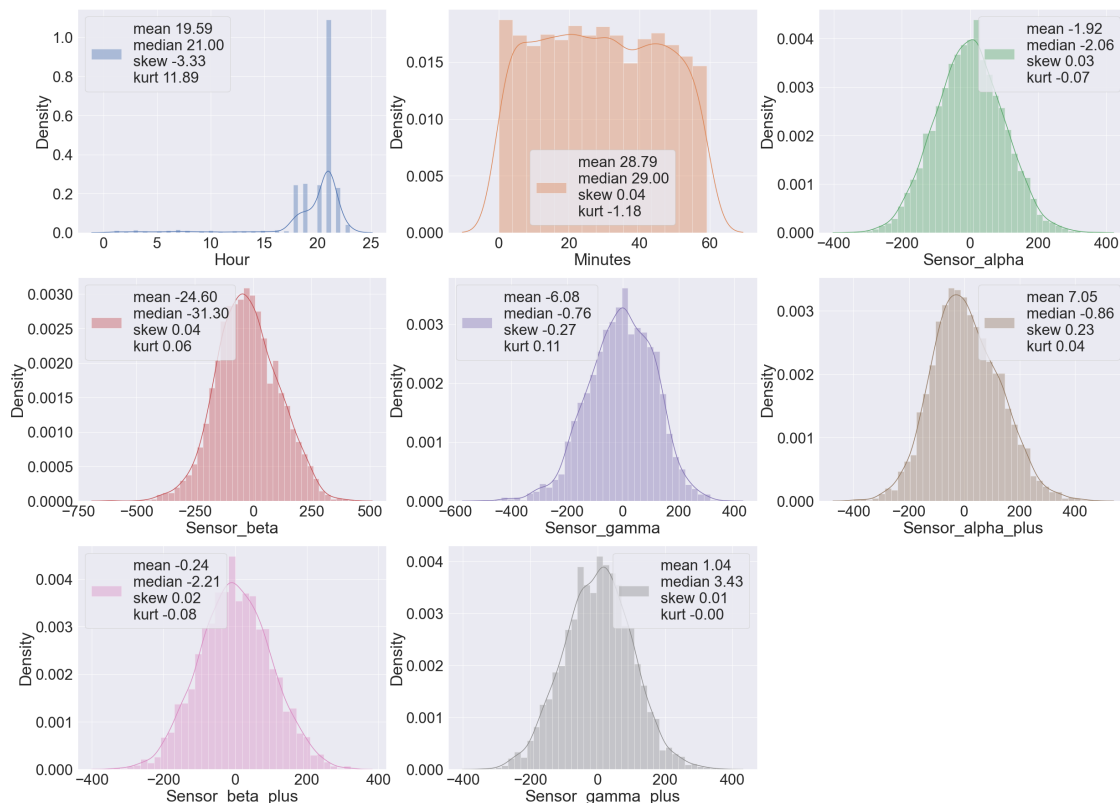 mean 19.59
median 21.00
skew -3.33
kurt 11.89
Density
1.0
0.8
0.6
0.4
0.2
0.0
0 5 10 15 20 25
Hour
mean 28.79
median 29.00
skew 0.04
kurt -1.18
Density
0.015
0.010
0.005
0.000
0 20 40 60
Minutes
mean -1.92
median -2.06
skew 0.03
kurt -0.07
Density
0.004
0.003
0.002
0.001
0.000
−400 −200 0 200 400
Sensor_alpha
mean -24.60
median -31.30
skew 0.04
kurt 0.06
Density
0.0030
0.0025
0.0020
0.0015
0.0010
0.0005
0.0000
−750 −500 −250 0 250 500
Sensor_beta
mean -6.08
median -0.76
skew -0.27
kurt 0.11
Density
0.003
0.002
0.001
0.000
−600 −400 −200 0 200 400
Sensor_gamma
mean 7.05
median -0.86
skew 0.23
kurt 0.04
Density
0.003
0.002
0.001
0.000
−400 −200 0 200 400
Sensor_alpha_plus
mean -0.24
median -2.21
skew 0.02
kurt -0.08
Density
0.004
0.003
0.002
0.001
0.000
−400 −200 0 200 400
Sensor_beta_plus
mean 1.04
median 3.43
skew 0.01
kurt -0.00
Density
0.004
0.003
0.002
0.001
0.000
−400 −200 0 200 400
Sensor_gamma_plus